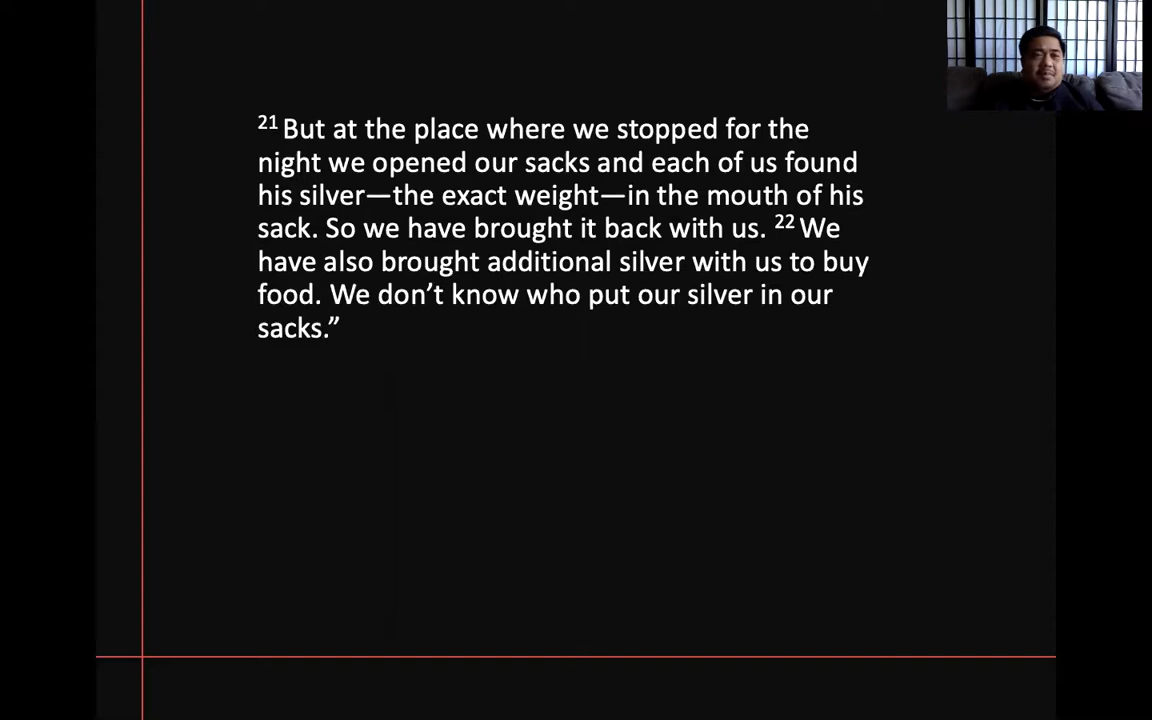 21 But at the place where we stopped for the
night we opened our sacks and each of us found
his silver—the exact weight—in the mouth of his
sack. So we have brought it back with us. 22 We
have also brought additional silver with us to buy
food. We don’t know who put our silver in our
sacks.”